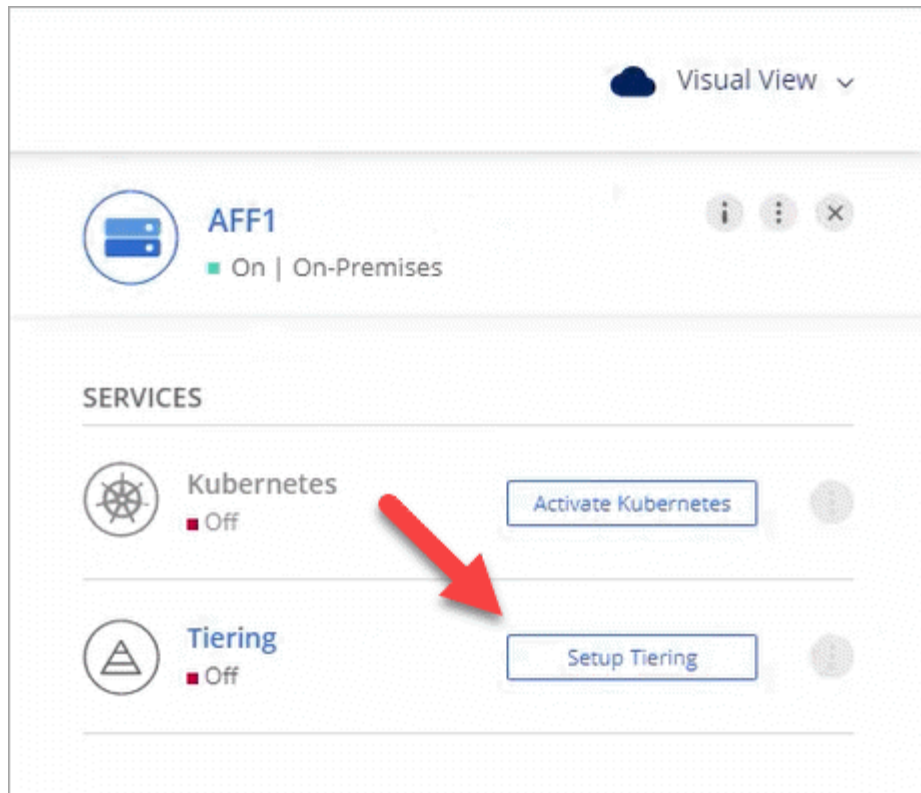 Visual View
AFF1
On | On-Premises
SERVICES
Kubernetes
Off
Activate Kubernetes
Tiering
Off
Setup Tiering